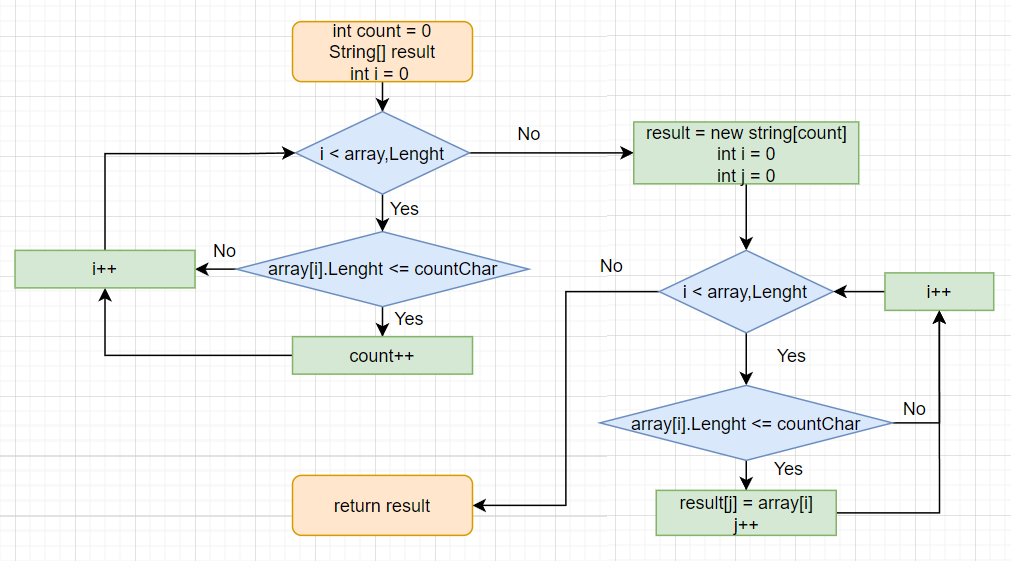 int count = 0
String[] result
int i = 0
i < array,Lenght
No
Yes
array[i].Lenght <= countChar
No
i++
Yes
count++
result = new string[count]
int i = 0
int j = 0
i < array,Lenght
No
i++
Yes
array[i].Lenght <= countChar
No
Yes
result[j] = array[i]
j++
return result